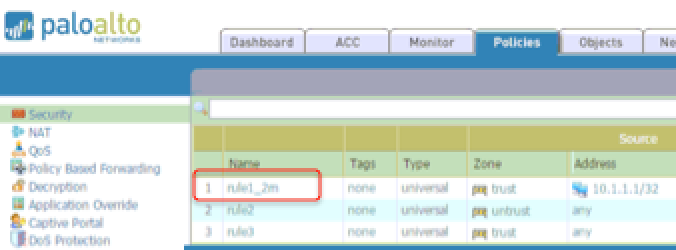 paloalto
NETWORKS
Dashboard ACC Monitor Policies Objects Ne
Security
NAT
QoS
Policy Based Forwarding
Decryption
Application Override
Captive Portal
DoS Protection
Source
Name Tags Type Zone Address
1 rule1_2m none universal trust 10.1.1.1/32
2 rule2 none universal untrust any
3 rule3 none universal trust any